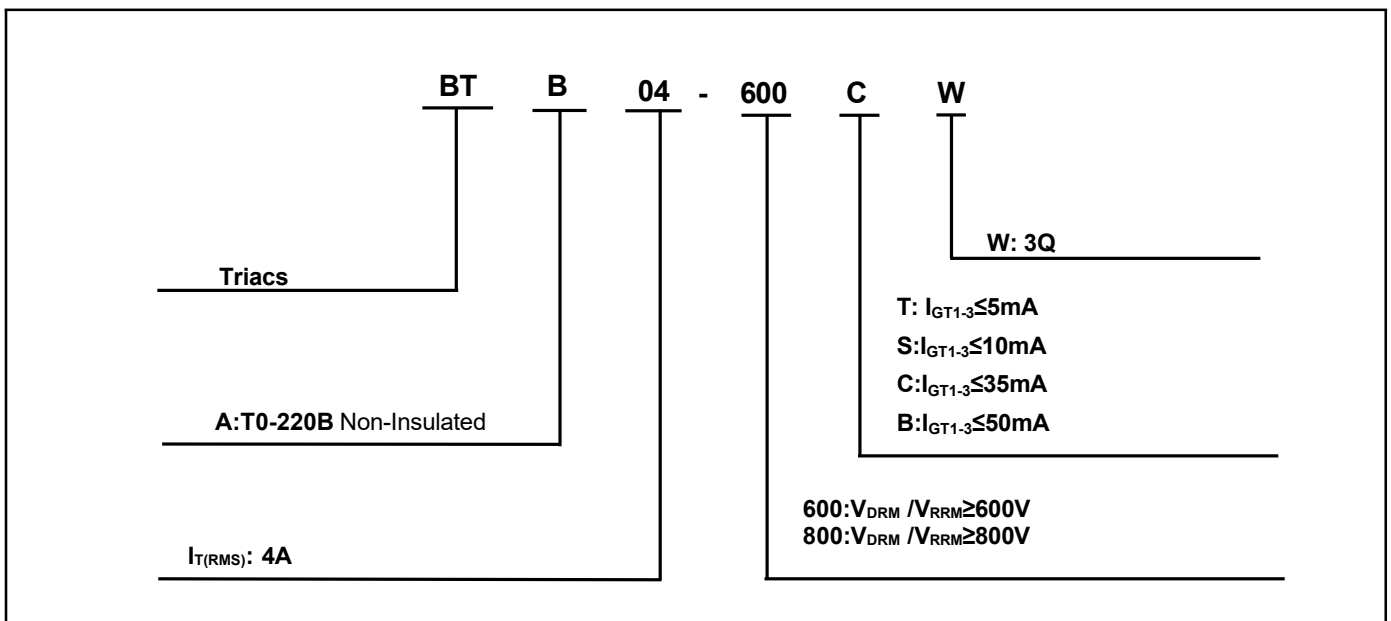 BT B 04 - 600 C W
W: 3Q
Triacs
T: IGT1-3≤5mA
S:IGT1-3≤10mA
C:IGT1-3≤35mA
B:IGT1-3≤50mA
A:T0-220B Non-Insulated
600:VDRM /VRRM≥600V
800:VDRM /VRRM≥800V
IT(RMS): 4A